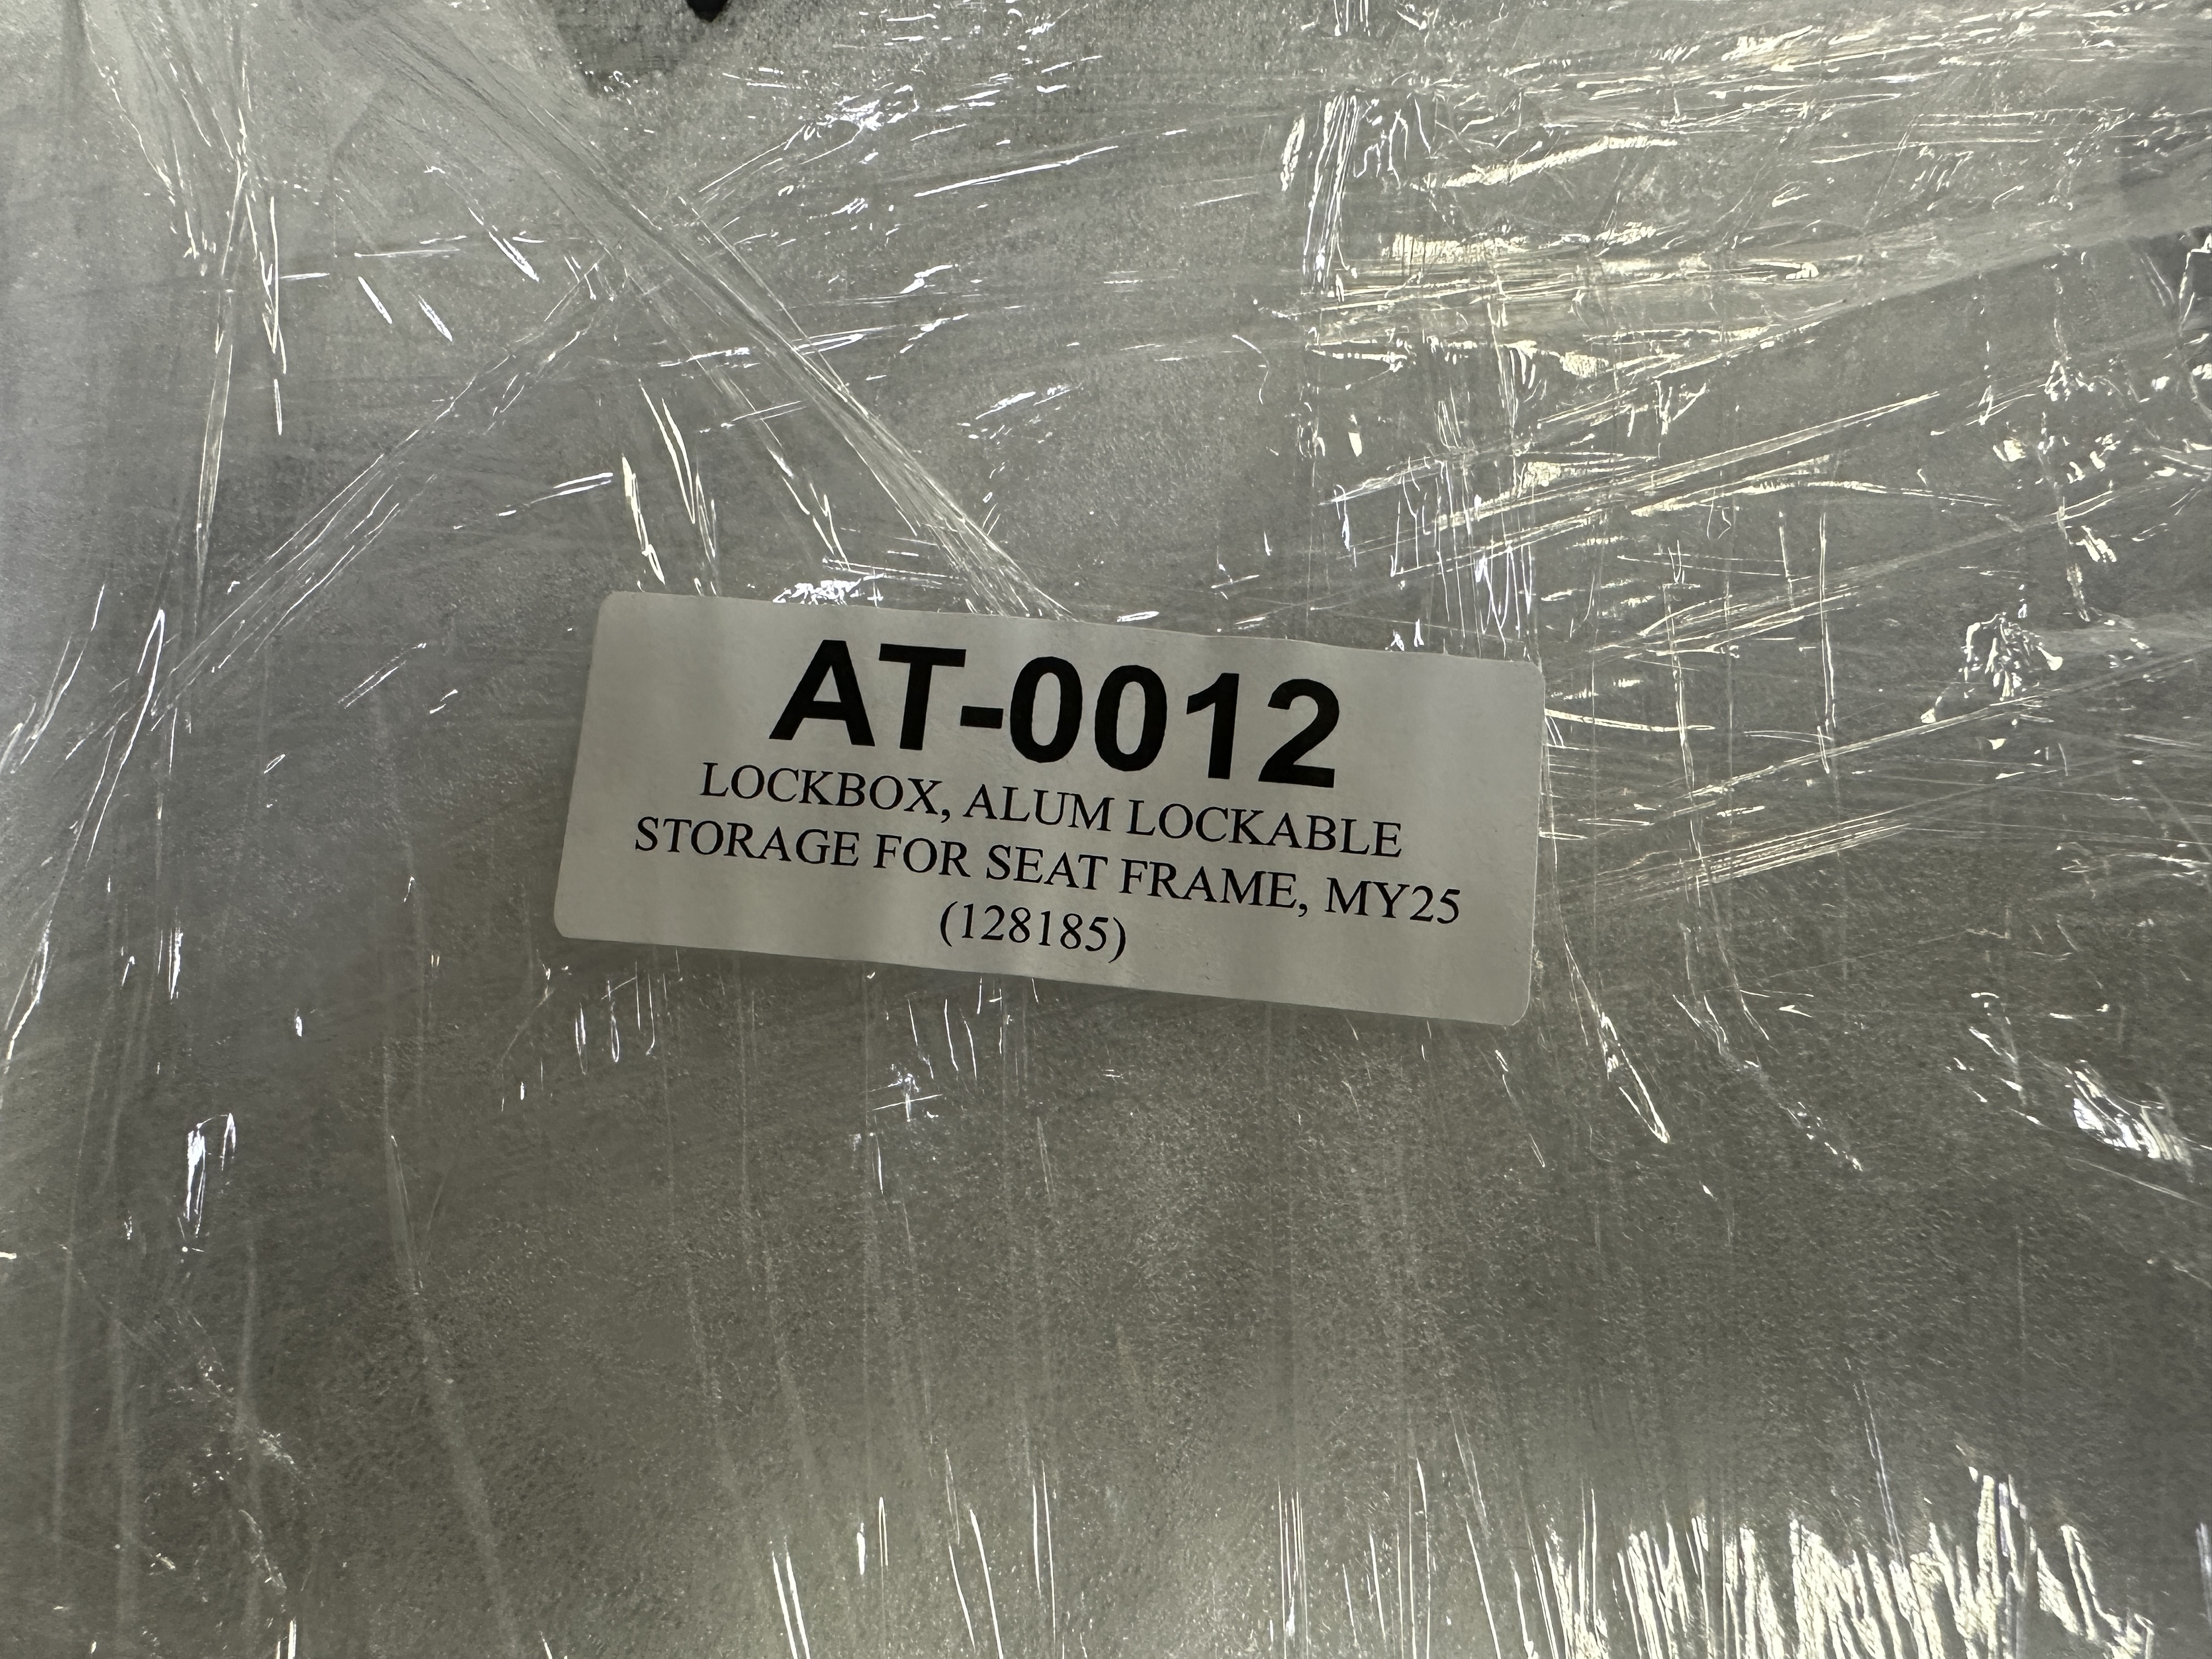 AT-0012
LOCKBOX, ALUM LOCKABLE
STORAGE FOR SEAT FRAME, MY25
(128185)